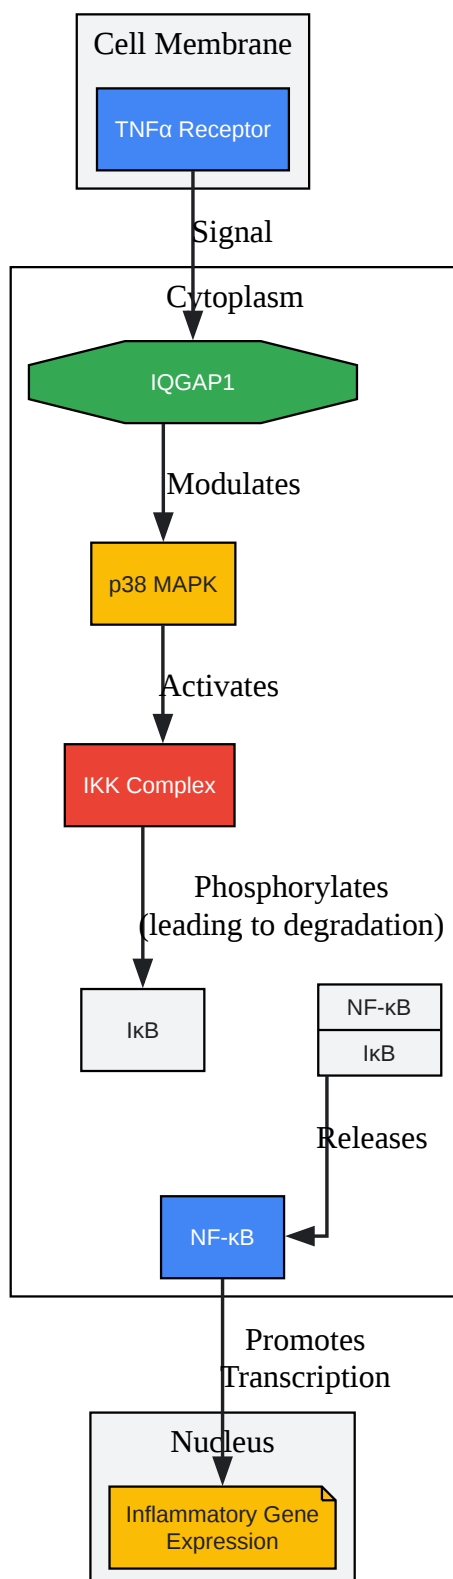 Cell Membrane
TNFα Receptor
Signal
Cytoplasm
IQGAP1
Modulates
p38 MAPK
Activates
IKK Complex
Phosphorylates
(leading to degradation)
IκB
NF-κB
IκB
Releases
NF-κB
Promotes
Transcription
Nucleus
Inflammatory Gene
Expression